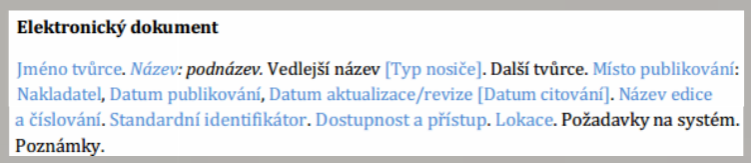 Elektronický dokument
Jméno tvůrce. Název: podnázev. Vedlejší název [Typ nosiče]. Další tvůrce. Místo publikování:
Nakladatel, Datum publikování, Datum aktualizace/revize [Datum citování]. Název edice
a číslování. Standardní identifikátor. Dostupnost a přístup. Lokace. Požadavky na systém.
Poznámky.